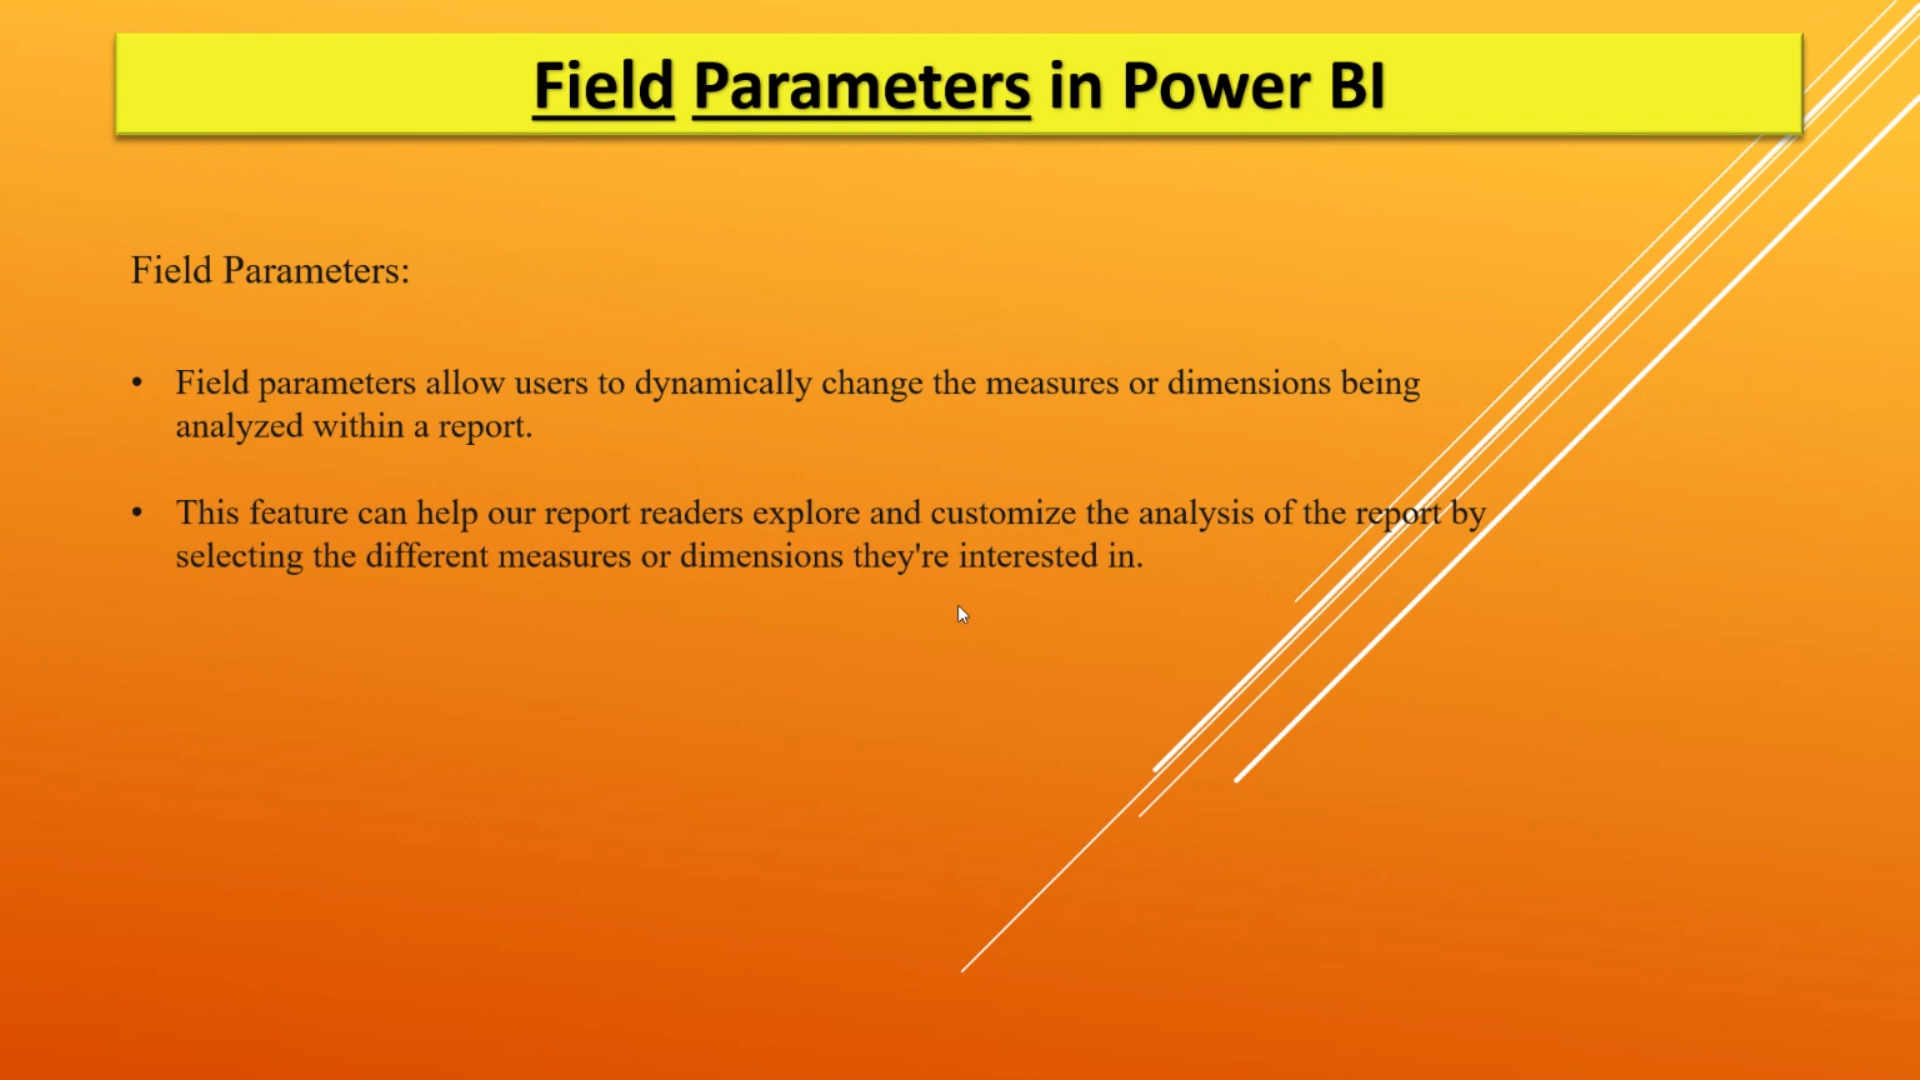 Field Parameters in Power BI
Field Parameters:
• Field parameters allow users to dynamically change the measures or dimensions being
analyzed within a report.
• This feature can help our report readers explore and customize the analysis of the report by
selecting the different measures or dimensions they're interested in.